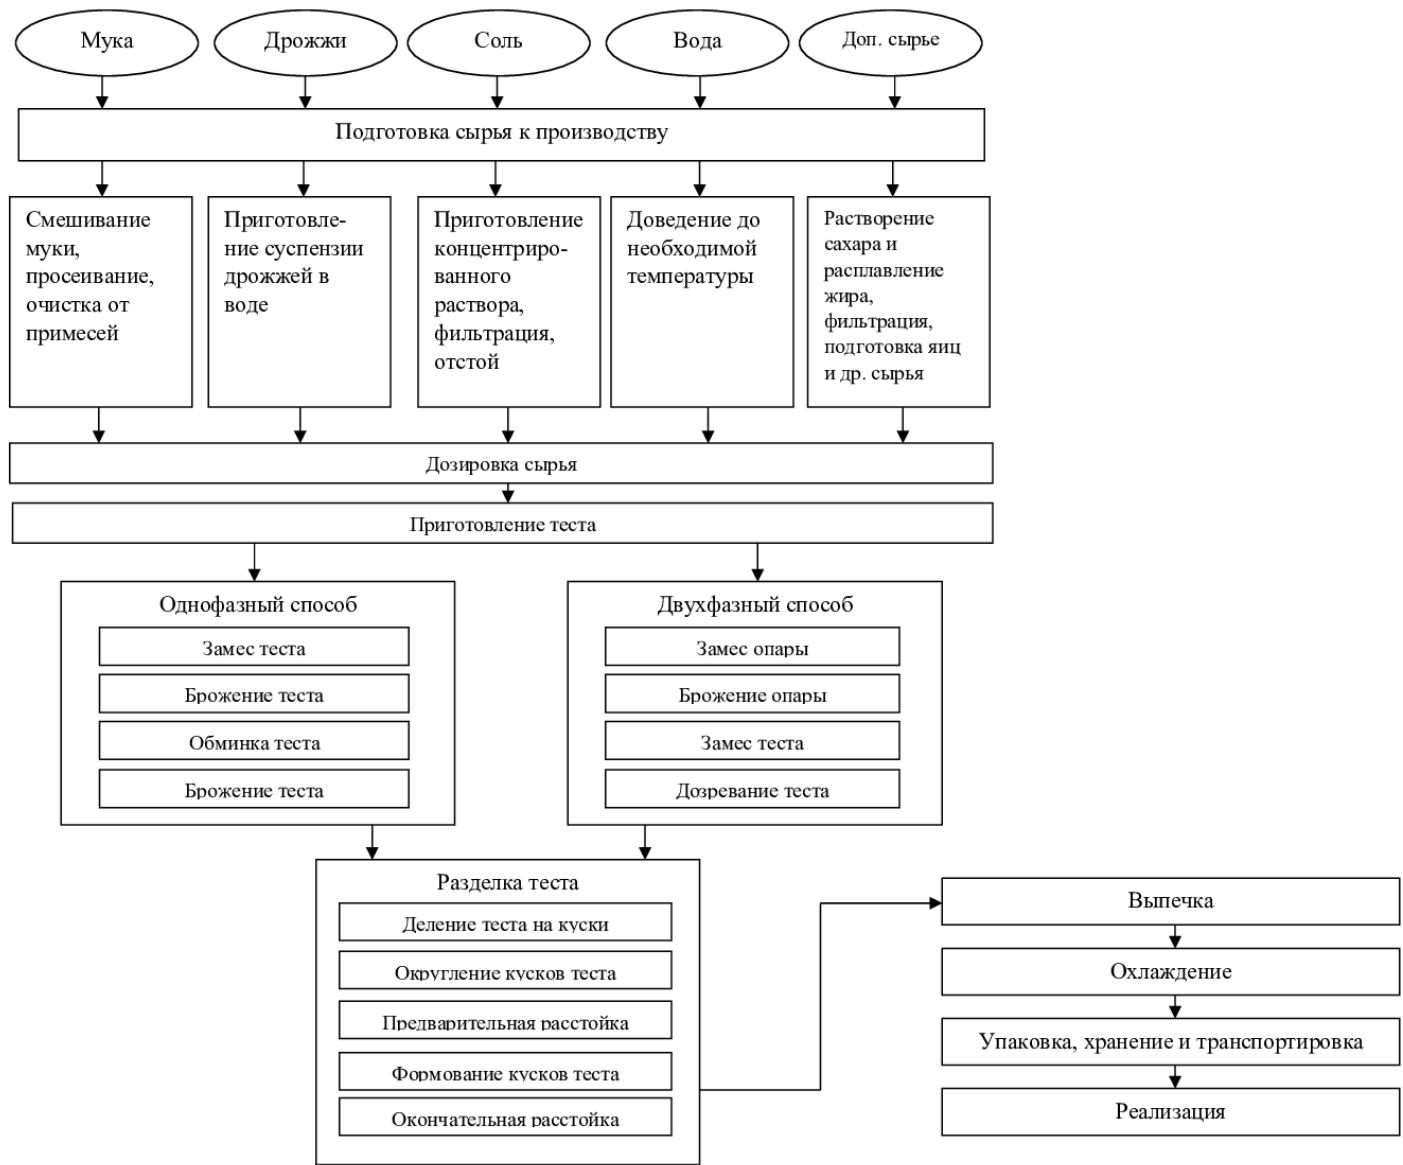 Мука
Дрожжи
Соль
Вода
Доп. сырье
Подготовка сырья к производству
Смешивание
муки,
просеивание,
очистка от
примесей
Приготовле-
ние суспензии
дрожжей в
воде
Приготовление
концентриро-
ванного
раствора,
фильтрация,
отстой
Доведение до
необходимой
температуры
Растворение
сахара и
расплавление
жира,
фильтрация,
подготовка яиц
и др. сырья
Дозировка сырья
Приготовление теста
Однофазный способ
Замес теста
Брожение теста
Обминка теста
Брожение теста
Двухфазный способ
Замес опары
Брожение опары
Замес теста
Дозревание теста
Разделка теста
Деление теста на куски
Округление кусков теста
Предварительная расстойка
Формование кусков теста
Окончательная расстойка
Выпечка
Охлаждение
Упаковка, хранение и транспортировка
Реализация